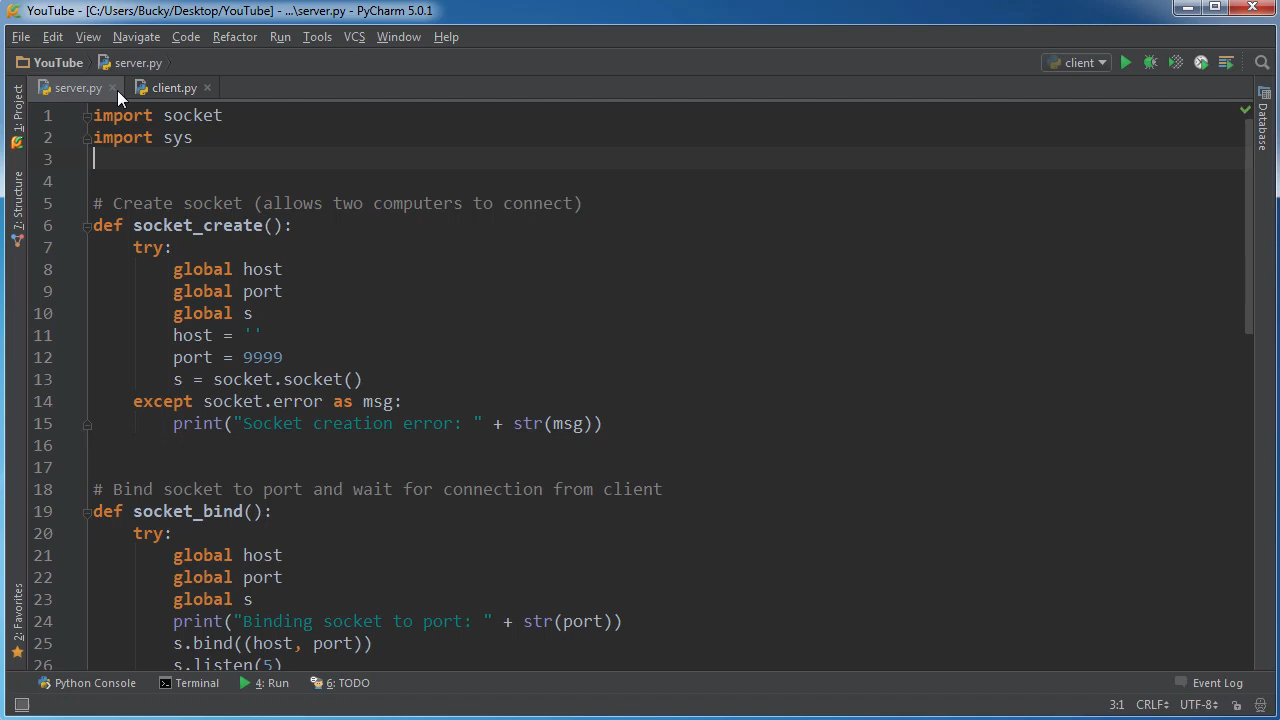 YouTube - [C:/Users/Bucky/Desktop/YouTube] - ...\server.py - PyCharm 5.0.1
File Edit View Navigate Code Refactor Run Tools VCS Window Help
YouTube server.py client
server.py client.py
1: Project
7: Structure
2: Favorites
Database
1 import socket
2 import sys
3
4
5 # Create socket (allows two computers to connect)
6 def socket_create():
7 try:
8 global host
9 global port
10 global s
11 host = ''
12 port = 9999
13 s = socket.socket()
14 except socket.error as msg:
15 print("Socket creation error: " + str(msg))
16
17
18 # Bind socket to port and wait for connection from client
19 def socket_bind():
20 try:
21 global host
22 global port
23 global s
24 print("Binding socket to port: " + str(port))
25 s.bind((host, port))
26 s.listen(5)
Python Console Terminal 4: Run 6: TODO Event Log
3:1 CRLF UTF-8